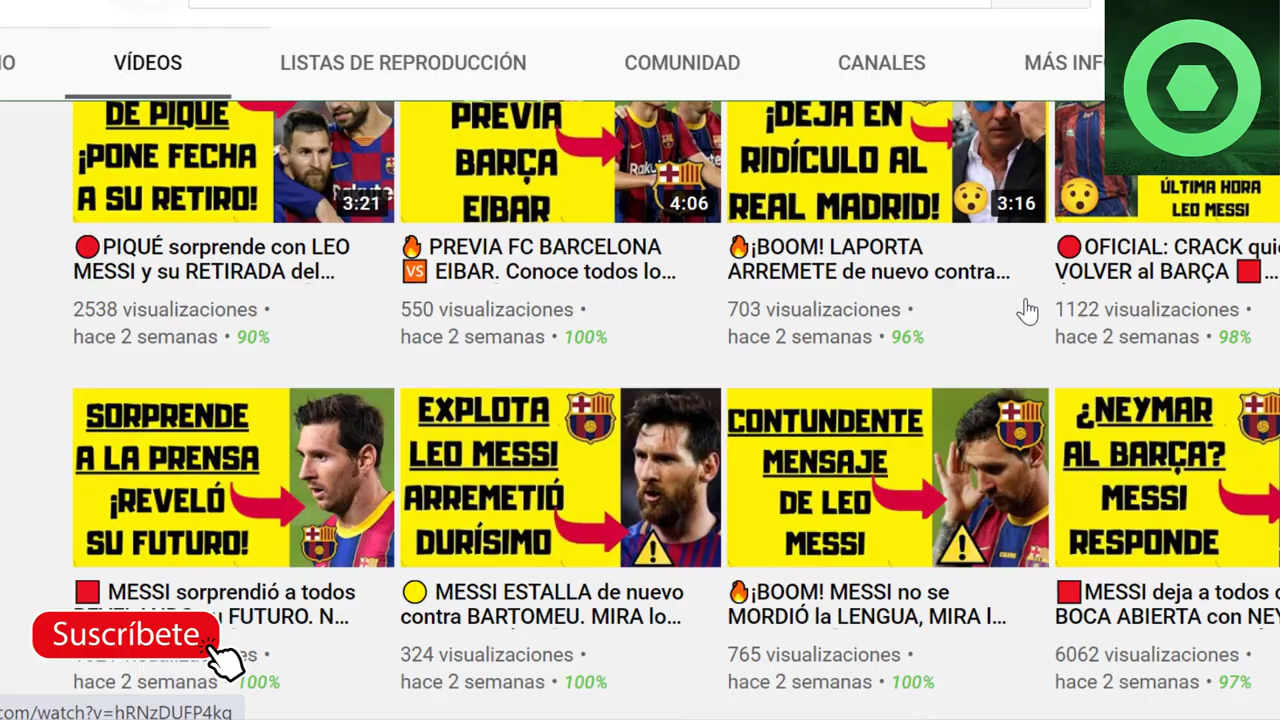 VÍDEOS
LISTAS DE REPRODUCCIÓN
COMUNIDAD
CANALES
MÁS
DE PIQUÉ
¡PONE FECHA
A SU RETIRO!
3:21
PREVIA
BARÇA
EIBAR
4:06
¡DEJA EN
RIDÍCULO AL
REAL MADRID!
3:16
ÚLTIMA HORA
LEO MESSI
🔴PIQUÉ sorprende con LEO
MESSI y su RETIRADA del...
2538 visualizaciones •
hace 2 semanas • 90%
🔥 PREVIA FC BARCELONA
🆚 EIBAR. Conoce todos lo...
550 visualizaciones •
hace 2 semanas • 100%
🔥¡BOOM! LAPORTA
ARREMETE de nuevo contra...
703 visualizaciones •
hace 2 semanas • 96%
🔴OFICIAL: CRACK
VOLVER al BARÇA 🟥...
1122 visualizaciones •
hace 2 semanas • 98%
SORPRENDE
A LA PRENSA
¡REVELÓ
SU FUTURO!
EXPLOTA
LEO MESSI
ARREMETIÓ
DURÍSIMO
CONTUNDENTE
MENSAJE
DE LEO
MESSI
¿NEYMAR
AL BARÇA?
MESSI
RESPONDE
🟥 MESSI sorprendió a todos
FUTURO. N...
hace 2 semanas • 100%
🟡 MESSI ESTALLA de nuevo
contra BARTOMEU. MIRA lo...
324 visualizaciones •
hace 2 semanas • 100%
🔥¡BOOM! MESSI no se
MORDIÓ la LENGUA, MIRA l...
765 visualizaciones •
hace 2 semanas • 100%
🟥MESSI deja a todos
BOCA ABIERTA con
6062 visualizaciones •
hace 2 semanas • 97%
Suscríbete
com/watch?v=hRNzDUFP4kg